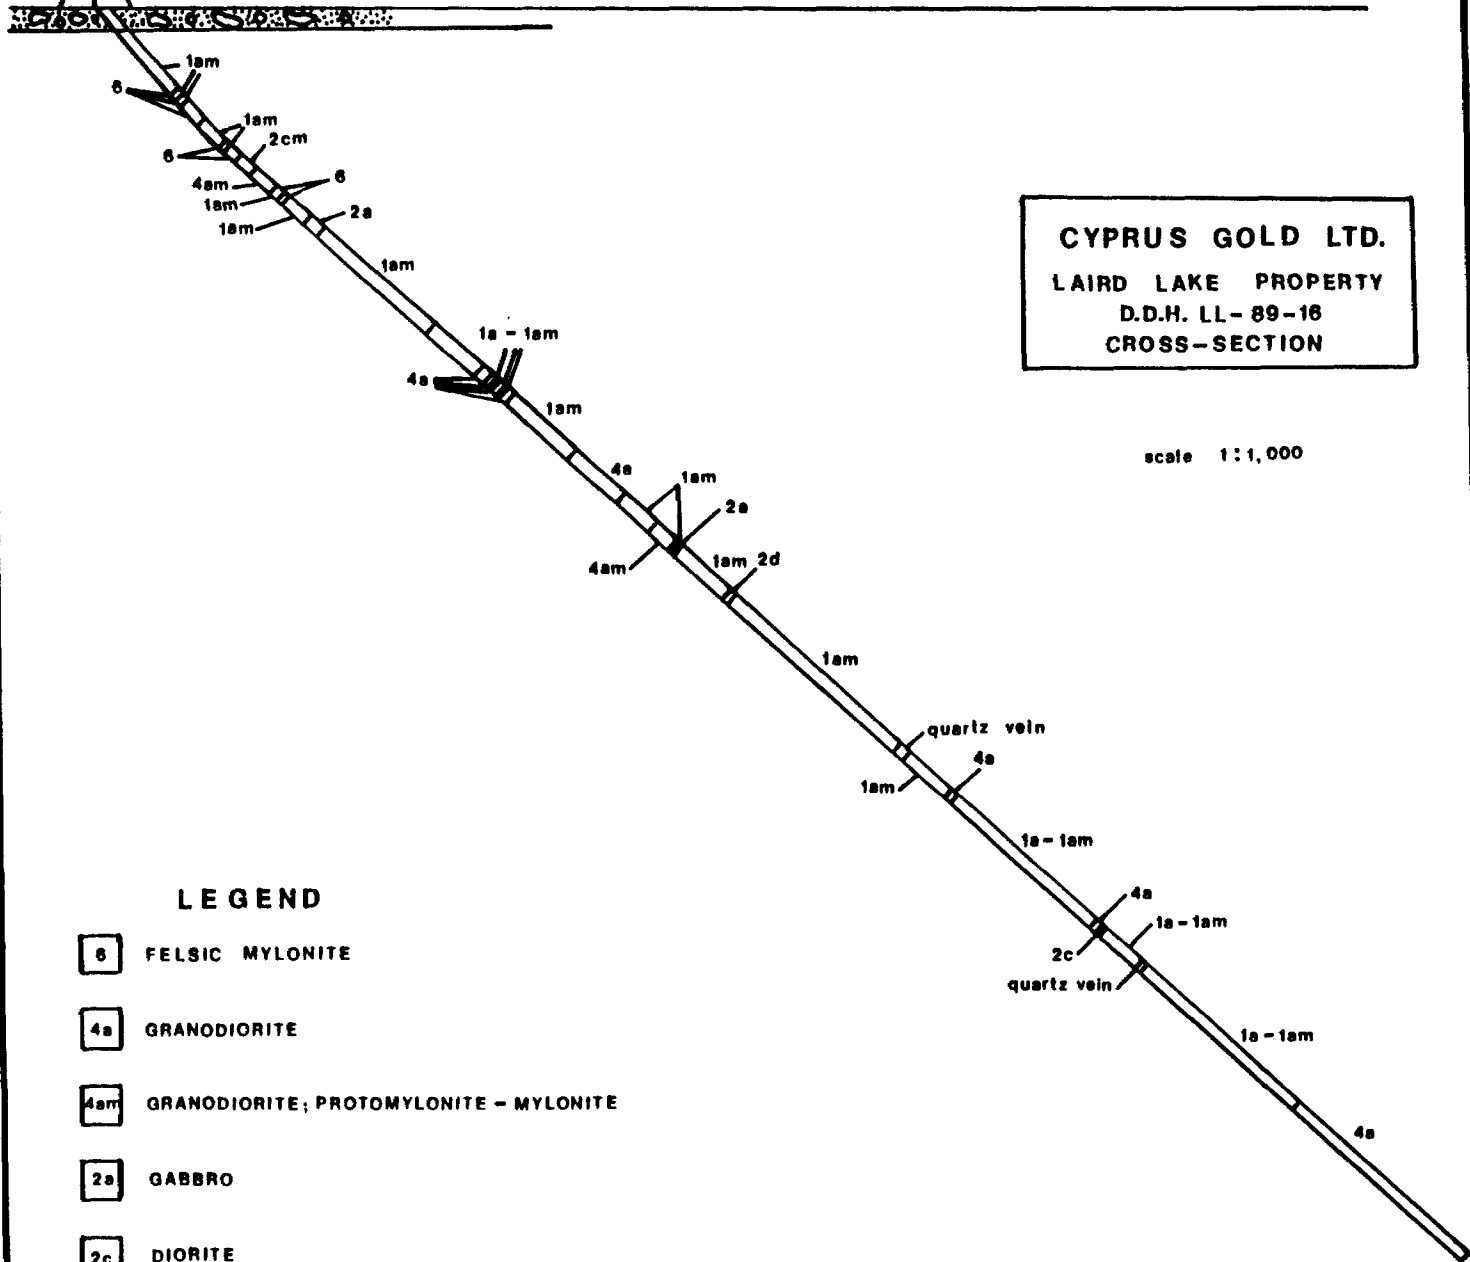 1am
6
1am
2cm
6
4am
6
1am
2a
1am
1am
1a - 1am
4a
1am
4a
1am
2a
4am
1am 2d
1am
quartz vein
4a
1am
1a - 1am
4a
1a - 1am
2c
quartz vein
1a - 1am
4a
CYPRUS GOLD LTD.
LAIRD LAKE PROPERTY
D.D.H. LL-89-16
CROSS-SECTION
scale 1:1,000
LEGEND
6 FELSIC MYLONITE
4a GRANODIORITE
4am GRANODIORITE; PROTOMYLONITE - MYLONITE
2a GABBRO
2c DIORITE